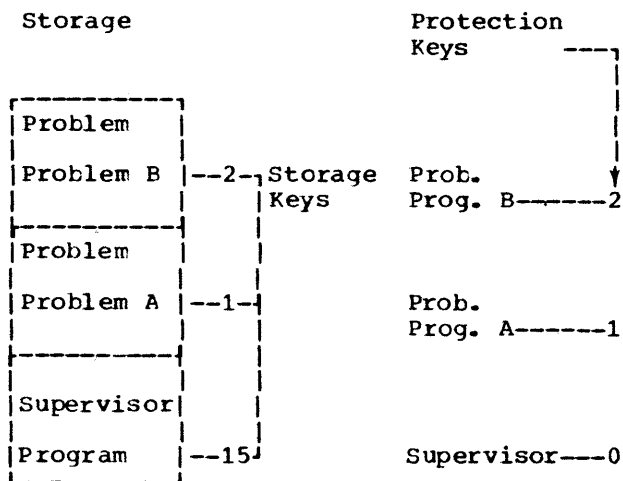 Storage Protection
Keys
Problem
Problem B --2-- Storage Prob.
Keys Prog. B------2
Problem
Problem A --1-- Prob.
Prog. A------1
Supervisor
Program --15 Supervisor---0